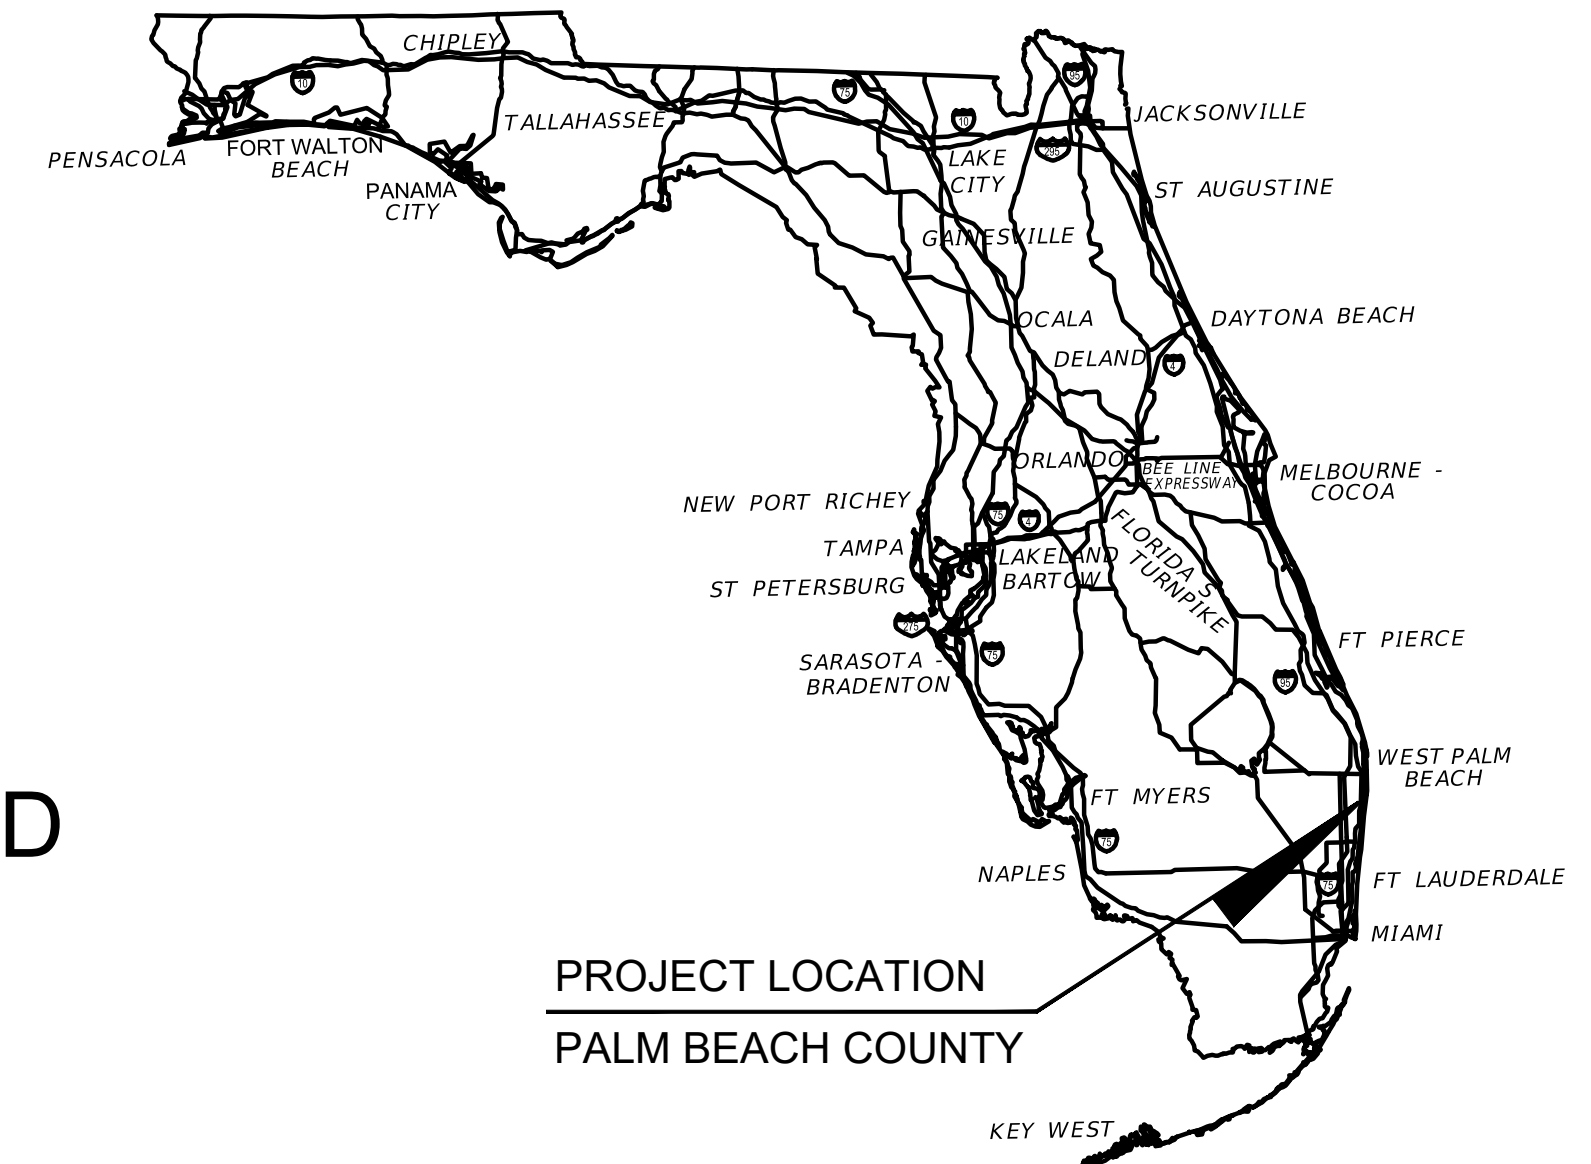 CHIPLEY
10
75
95
TALLAHASSEE
10
JACKSONVILLE
PENSACOLA
FORT WALTON
BEACH
295
LAKE
CITY
PANAMA
CITY
ST AUGUSTINE
GAINESVILLE
OCALA
DAYTONA BEACH
DELAND
4
ORLANDO
BEE LINE
EXPRESSWAY
MELBOURNE -
COCOA
NEW PORT RICHEY
75
4
TAMPA
LAKELAND
BARTOW
FLORIDA S
TURNPIKE
ST PETERSBURG
275
75
FT PIERCE
SARASOTA -
BRADENTON
95
WEST PALM
BEACH
FT MYERS
D
75
NAPLES
75
FT LAUDERDALE
MIAMI
PROJECT LOCATION
PALM BEACH COUNTY
KEY WEST